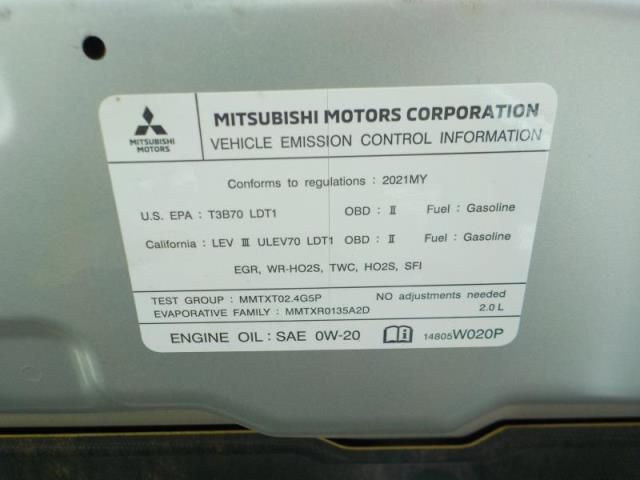 MITSUBISHI MOTORS
MITSUBISHI MOTORS CORPORATION
VEHICLE EMISSION CONTROL INFORMATION
Conforms to regulations : 2021MY
U.S. EPA : T3B70 LDT1 OBD : Ⅱ Fuel : Gasoline
California : LEV Ⅲ ULEV70 LDT1 OBD : Ⅱ Fuel : Gasoline
EGR, WR-HO2S, TWC, HO2S, SFI
TEST GROUP : MMTXT02.4G5P NO adjustments needed
EVAPORATIVE FAMILY : MMTXR0135A2D 2.0 L
ENGINE OIL : SAE 0W-20 14805W020P